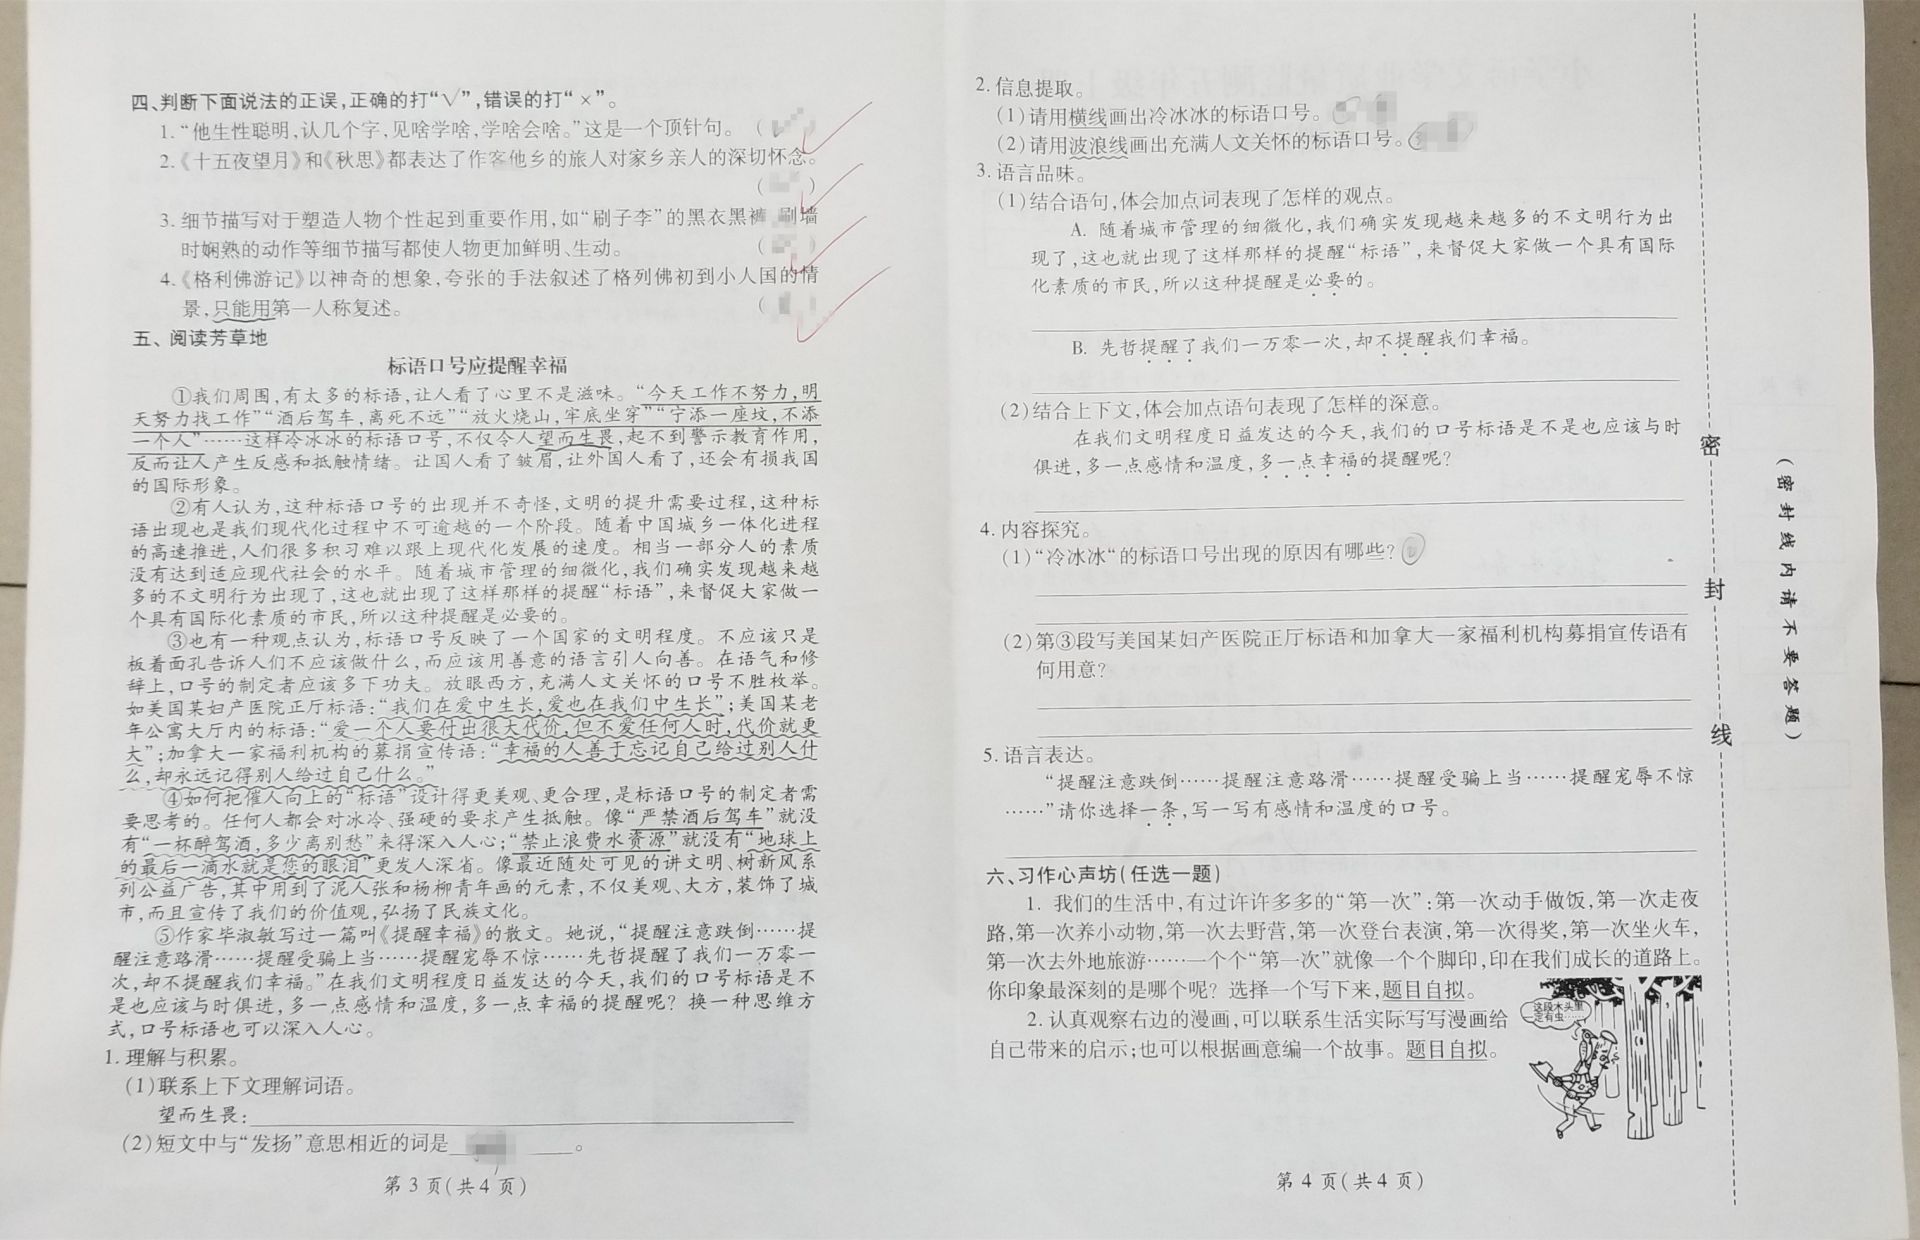 四、判断下面说法的正误,正确的打“√”,错误的打“×”。
1.“他生性聪明,认几个字,见啥学啥,学啥会啥。”这是一个顶针句。 ( )
2.《十五夜望月》和《秋思》都表达了作客他乡的旅人对家乡亲人的深切怀念。
( )
3.细节描写对于塑造人物个性起到重要作用,如“刷子李”的黑衣黑裤、刷墙
时娴熟的动作等细节描写都使人物更加鲜明、生动。 ( )
4.《格利佛游记》以神奇的想象,夸张的手法叙述了格列佛初到小人国的情
景,只能用第一人称复述。 ( )
五、阅读芳草地
标语口号应提醒幸福
①我们周围,有太多的标语,让人看了心里不是滋味。“今天工作不努力,明
天努力找工作”“酒后驾车,离死不远”“放火烧山,牢底坐穿”“宁添一座坟,不添
一个人”……这样冷冰冰的标语口号,不仅令人望而生畏,起不到警示教育作用,
反而让人产生反感和抵触情绪。让国人看了皱眉,让外国人看了,还会有损我国
的国际形象。
②有人认为,这种标语口号的出现并不奇怪,文明的提升需要过程,这种标
语出现也是我们现代化过程中不可逾越的一个阶段。随着中国城乡一体化进程
的高速推进,人们很多积习难以跟上现代化发展的速度。相当一部分人的素质
没有达到适应现代社会的水平。随着城市管理的细微化,我们确实发现越来越
多的不文明行为出现了,这也就出现了这样那样的提醒“标语”,来督促大家做一
个具有国际化素质的市民,所以这种提醒是必要的。
③也有一种观点认为,标语口号反映了一个国家的文明程度。不应该只是
板着面孔告诉人们不应该做什么,而应该用善意的语言引人向善。在语气和修
辞上,口号的制定者应该多下功夫。放眼西方,充满人文关怀的口号不胜枚举。
如美国某妇产医院正厅标语:“我们在爱中生长,爱也在我们中生长”;美国某老
年公寓大厅内的标语:“爱一个人要付出很大代价,但不爱任何人时,代价就更
大”;加拿大一家福利机构的募捐宣传语:“幸福的人善于忘记自己给过别人什
么,却永远记得别人给过自己什么。”
④如何把催人向上的“标语”设计得更美观、更合理,是标语口号的制定者需
要思考的。任何人都会对冰冷、强硬的要求产生抵触。像“严禁酒后驾车”就没
有“一杯醉驾酒,多少离别愁”来得深入人心;“禁止浪费水资源”就没有“地球上
的最后一滴水就是您的眼泪”更发人深省。像最近随处可见的讲文明、树新风系
列公益广告,其中用到了泥人张和杨柳青年画的元素,不仅美观、大方,装饰了城
市,而且宣传了我们的价值观,弘扬了民族文化。
⑤作家毕淑敏写过一篇叫《提醒幸福》的散文。她说,“提醒注意跌倒……提
醒注意路滑……提醒受骗上当……提醒宠辱不惊……先哲提醒了我们一万零一
次,却不提醒我们幸福。”在我们文明程度日益发达的今天,我们的口号标语是不
是也应该与时俱进,多一点感情和温度,多一点幸福的提醒呢? 换一种思维方
式,口号标语也可以深入人心。
1.理解与积累。
(1)联系上下文理解词语。
望而生畏:
(2)短文中与“发扬”意思相近的词是 。
第 3 页(共 4 页)
2.信息提取。
(1)请用横线画出冷冰冰的标语口号。
(2)请用波浪线画出充满人文关怀的标语口号。
3.语言品味。
(1)结合语句,体会加点词表现了怎样的观点。
A. 随着城市管理的细微化,我们确实发现越来越多的不文明行为出
现了,这也就出现了这样那样的提醒“标语”,来督促大家做一个具有国际
化素质的市民,所以这种提醒是必要的。
B. 先哲提醒了我们一万零一次,却不提醒我们幸福。
(2)结合上下文,体会加点语句表现了怎样的深意。
在我们文明程度日益发达的今天,我们的口号标语是不是也应该与时
俱进,多一点感情和温度,多一点幸福的提醒呢?
4.内容探究。
(1)“冷冰冰“的标语口号出现的原因有哪些?
(2)第③段写美国某妇产医院正厅标语和加拿大一家福利机构募捐宣传语有
何用意?
5.语言表达。
“提醒注意跌倒……提醒注意路滑……提醒受骗上当……提醒宠辱不惊
……”请你选择一条,写一写有感情和温度的口号。
六、习作心声坊(任选一题)
1. 我们的生活中,有过许许多多的“第一次”:第一次动手做饭,第一次走夜
路,第一次养小动物,第一次去野营,第一次登台表演,第一次得奖,第一次坐火车,
第一次去外地旅游……一个个“第一次”就像一个个脚印,印在我们成长的道路上。
你印象最深刻的是哪个呢? 选择一个写下来,题目自拟。
2.认真观察右边的漫画,可以联系生活实际写写漫画给
自己带来的启示;也可以根据画意编一个故事。题目自拟。
这段木头里
一定有虫……
第 4 页(共 4 页)
密
封
线
(密封线内请不要答题)